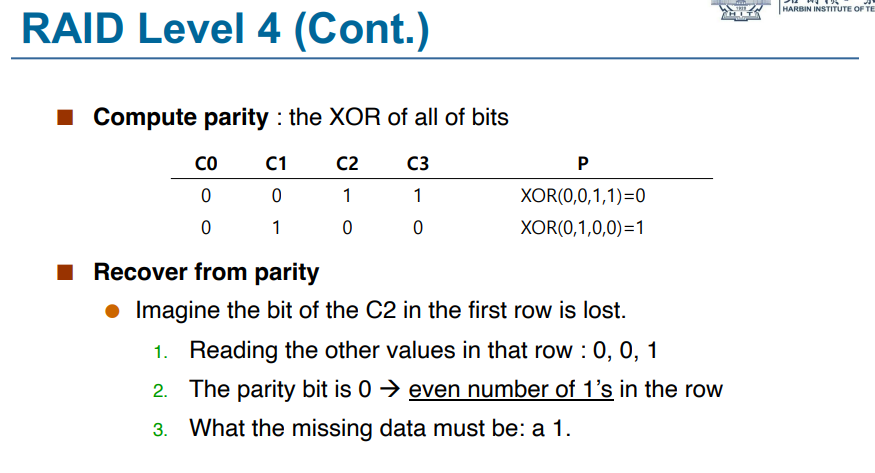 HARBIN INSTITUTE OF TE
RAID Level 4 (Cont.)
Compute parity : the XOR of all of bits
C0 C1 C2 C3 P
0 0 1 1 XOR(0,0,1,1)=0
0 1 0 0 XOR(0,1,0,0)=1
Recover from parity
Imagine the bit of the C2 in the first row is lost.
1. Reading the other values in that row : 0, 0, 1
2. The parity bit is 0 → even number of 1’s in the row
3. What the missing data must be: a 1.